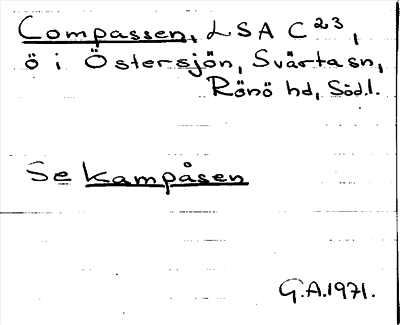 Compassen, LSA C²³,
ö i Östersjön, Svärta sn,
Rönö hd, Söd.l.
Se Kampåsen
G.A.1971.